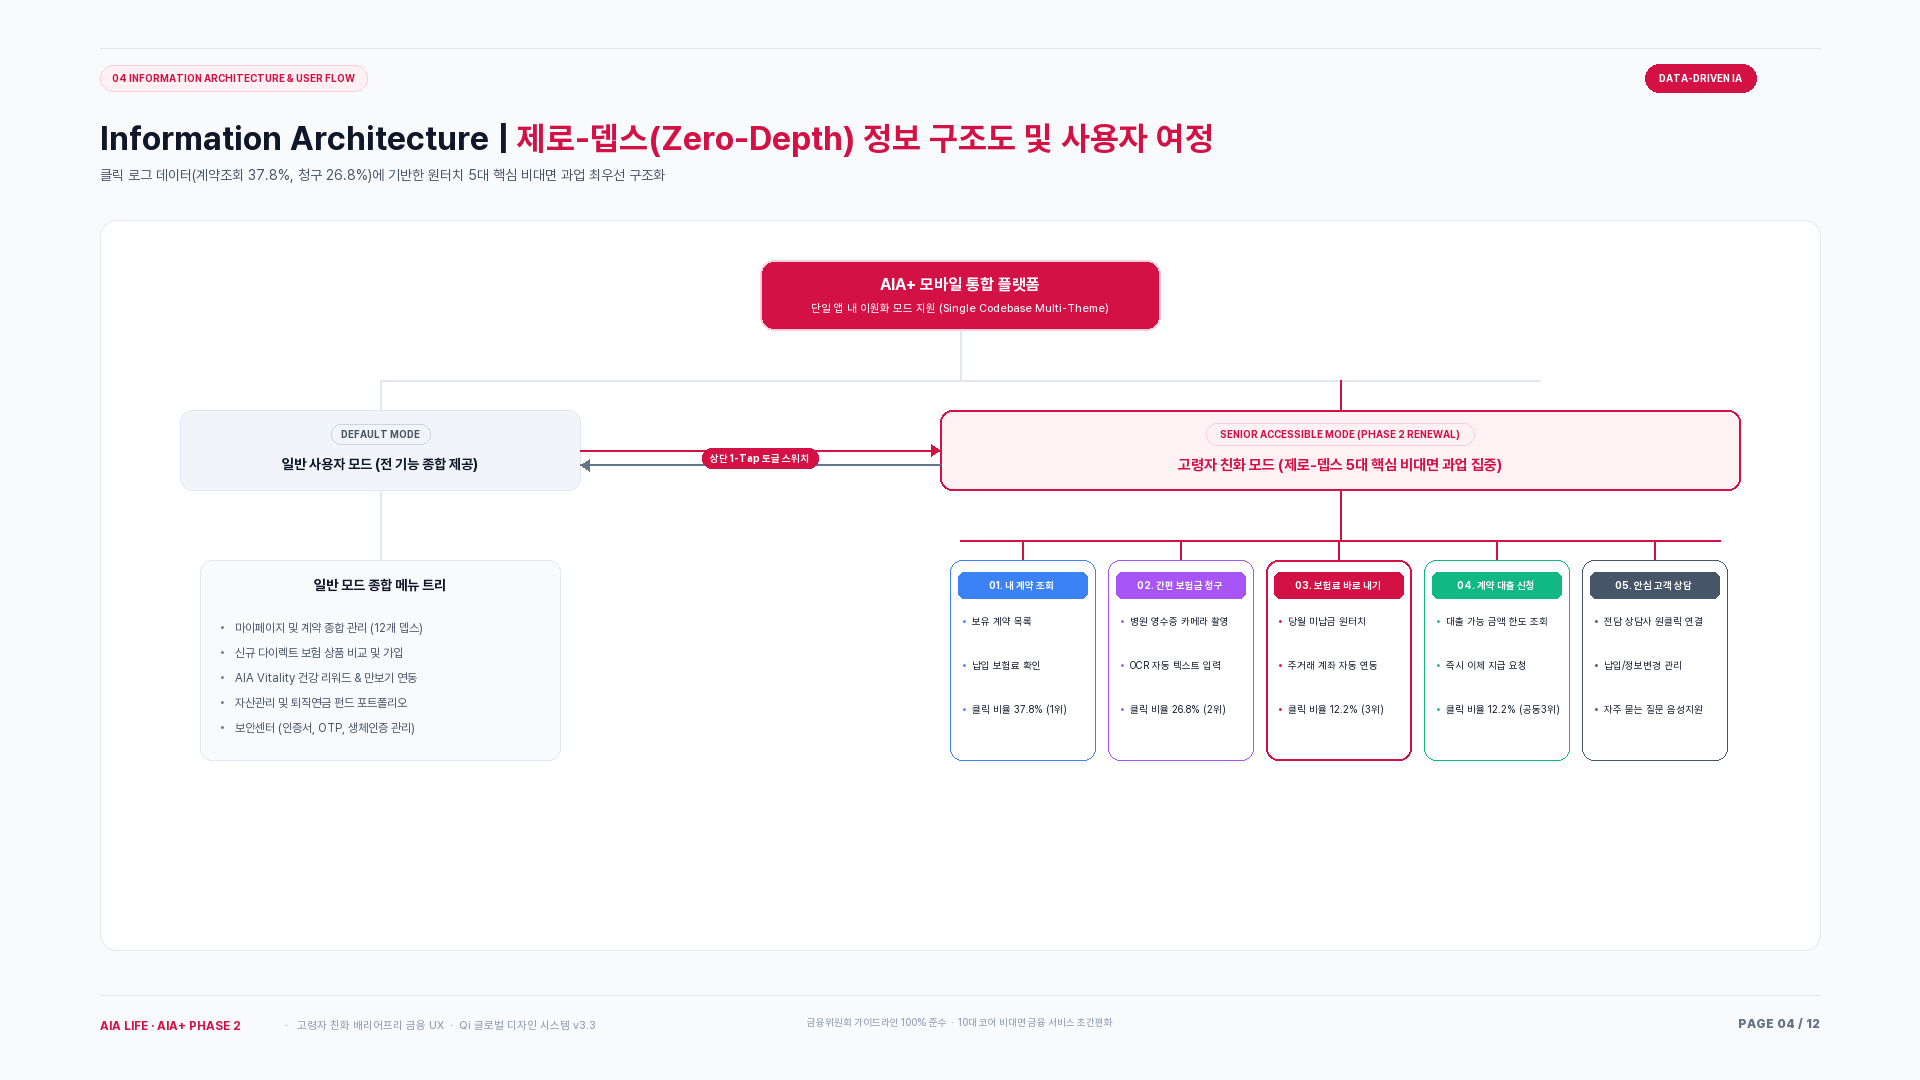 04 INFORMATION ARCHITECTURE & USER FLOW
DATA-DRIVEN IA
Information Architecture | 제로-뎁스(Zero-Depth) 정보 구조도 및 사용자 여정
클릭 로그 데이터(계약조회 37.8%, 청구 26.8%)에 기반한 원터치 5대 핵심 비대면 과업 최우선 구조화
AIA+ 모바일 통합 플랫폼
단일 앱 내 이원화 모드 지원 (Single Codebase Multi-Theme)
DEFAULT MODE
일반 사용자 모드 (전 기능 종합 제공)
상단 1-Tap 토글 스위치
SENIOR ACCESSIBLE MODE (PHASE 2 RENEWAL)
고령자 친화 모드 (제로-뎁스 5대 핵심 비대면 과업 집중)
일반 모드 종합 메뉴 트리
• 마이페이지 및 계약 종합 관리 (12개 뎁스)
• 신규 다이렉트 보험 상품 비교 및 가입
• AIA Vitality 건강 리워드 & 만보기 연동
• 자산관리 및 퇴직연금 펀드 포트폴리오
• 보안센터 (인증서, OTP, 생체인증 관리)
01. 내 계약 조회
• 보유 계약 목록
• 납입 보험료 확인
• 클릭 비율 37.8% (1위)
02. 간편 보험금 청구
• 병원 영수증 카메라 촬영
• OCR 자동 텍스트 입력
• 클릭 비율 26.8% (2위)
03. 보험료 바로 내기
• 당월 미납금 원터치
• 주거래 계좌 자동 연동
• 클릭 비율 12.2% (3위)
04. 계약 대출 신청
• 대출 가능 금액 한도 조회
• 즉시 이체 지급 요청
• 클릭 비율 12.2% (공동3위)
05. 안심 고객 상담
• 전담 상담사 원클릭 연결
• 납입/정보변경 관리
• 자주 묻는 질문 음성지원
AIA LIFE · AIA+ PHASE 2 · 고령자 친화 배리어프리 금융 UX · Qi 글로벌 디자인 시스템 v3.3
금융위원회 가이드라인 100% 준수 · 10대 코어 비대면 금융 서비스 초간편화
PAGE 04 / 12